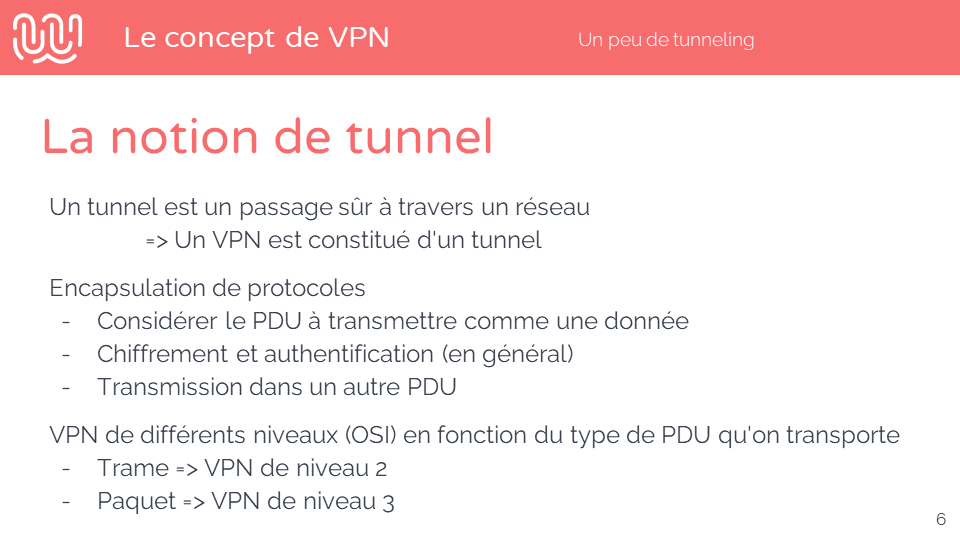 Le concept de VPN
Un peu de tunneling
La notion de tunnel
Un tunnel est un passage sûr à travers un réseau
=> Un VPN est constitué d'un tunnel
Encapsulation de protocoles
- Considérer le PDU à transmettre comme une donnée
- Chiffrement et authentification (en général)
- Transmission dans un autre PDU
VPN de différents niveaux (OSI) en fonction du type de PDU qu'on transporte
- Trame => VPN de niveau 2
- Paquet => VPN de niveau 3
6